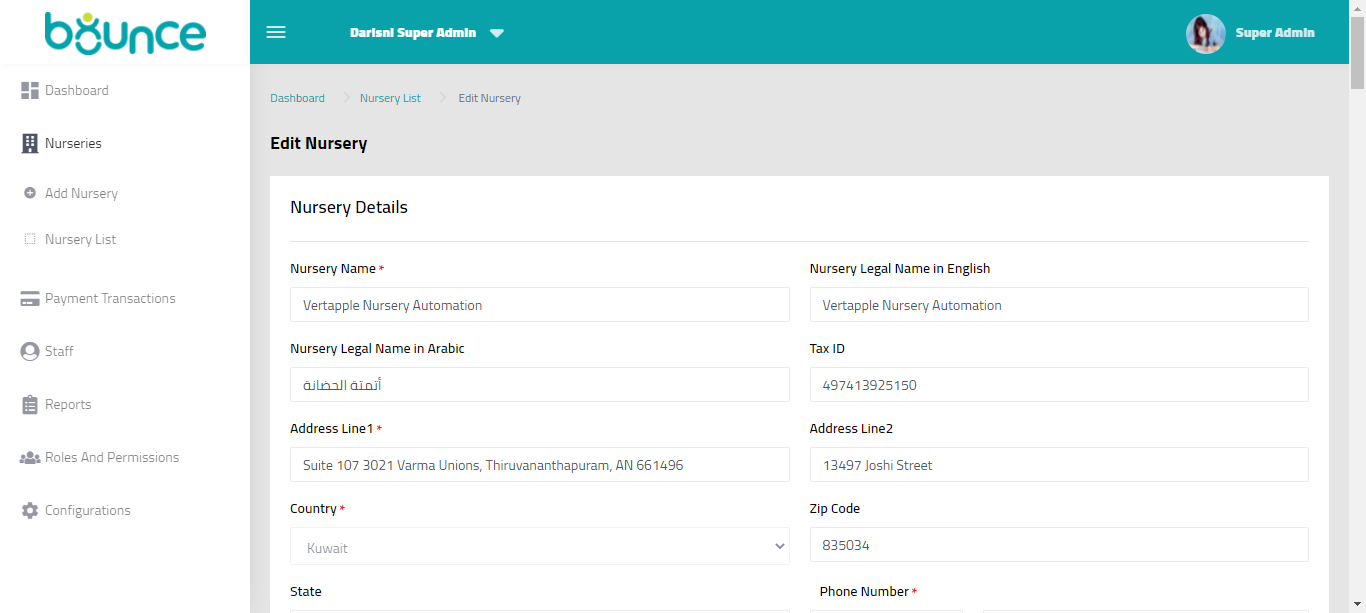 bounce
Darisni Super Admin
Super Admin
Dashboard
Nurseries
Add Nursery
Nursery List
Payment Transactions
Staff
Reports
Roles And Permissions
Configurations
Dashboard Nursery List Edit Nursery
Edit Nursery
Nursery Details
Nursery Name * Nursery Legal Name in English
Vertapple Nursery Automation Vertapple Nursery Automation
Nursery Legal Name in Arabic Tax ID
أتمتة الحضانة 497413925150
Address Line1 * Address Line2
Suite 107 3021 Varma Unions, Thiruvananthapuram, AN 661496 13497 Joshi Street
Country * Zip Code
Kuwait 835034
State Phone Number *